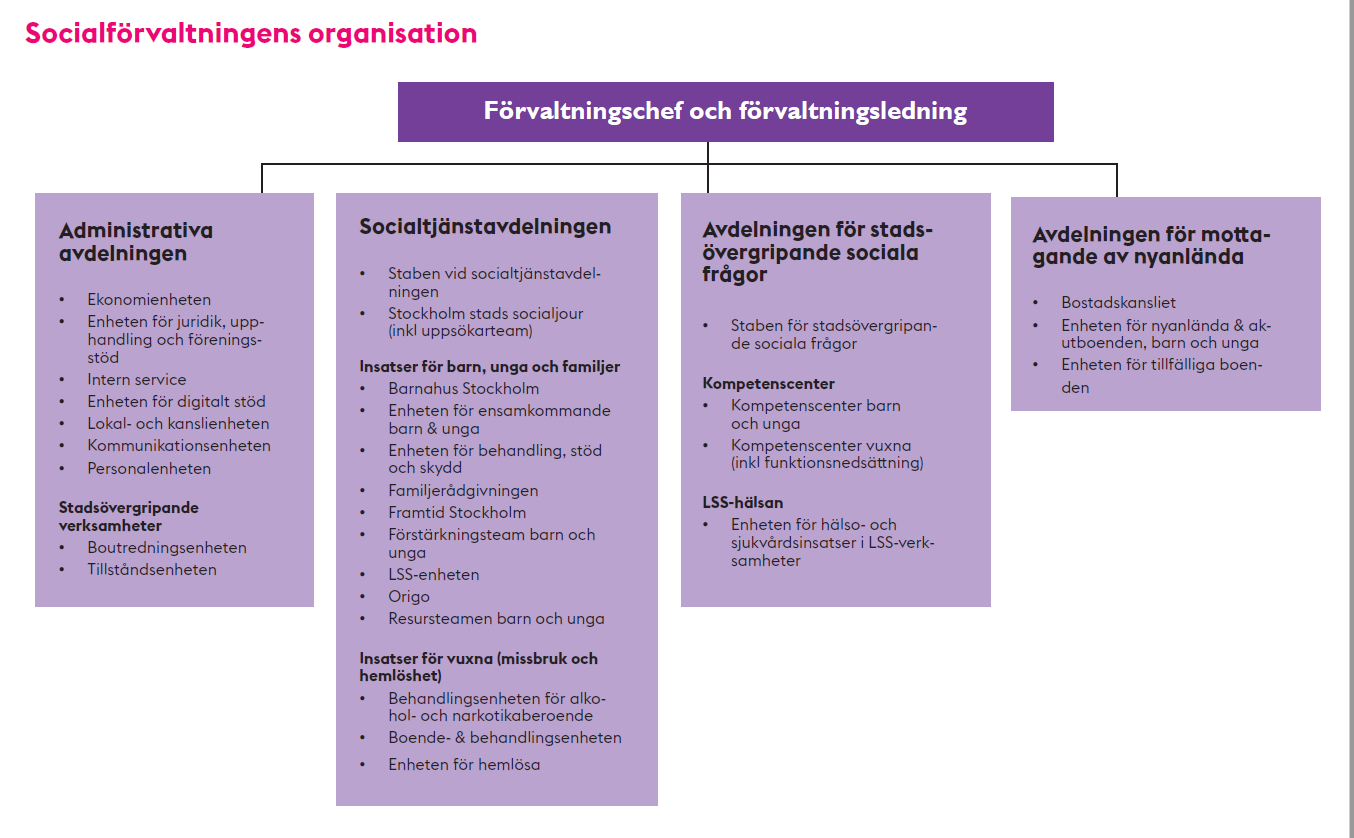 Socialförvaltningens organisation
Förvaltningschef och förvaltningsledning
Administrativa
avdelningen
• Ekonomienheten
• Enheten för juridik, upp-
handling och förenings-
stöd
• Intern service
• Enheten för digitalt stöd
• Lokal- och kanslienheten
• Kommunikationsenheten
• Personalenheten
Stadsövergripande
verksamheter
• Boutredningsenheten
• Tillståndsenheten
Socialtjänstavdelningen
• Staben vid socialtjänstavdel-
ningen
• Stockholm stads socialjour
(inkl uppsökarteam)
Insatser för barn, unga och familjer
• Barnahus Stockholm
• Enheten för ensamkommande
barn & unga
• Enheten för behandling, stöd
och skydd
• Familjerådgivningen
• Framtid Stockholm
• Förstärkningsteam barn och
unga
• LSS-enheten
• Origo
• Resursteamen barn och unga
Insatser för vuxna (missbruk och
hemlöshet)
• Behandlingsenheten för alko-
hol- och narkotikaberoende
• Boende- & behandlingsenheten
• Enheten för hemlösa
Avdelningen för stads-
övergripande sociala
frågor
• Staben för stadsövergripan-
de sociala frågor
Kompetenscenter
• Kompetenscenter barn
och unga
• Kompetenscenter vuxna
(inkl funktionsnedsättning)
LSS-hälsan
• Enheten för hälso- och
sjukvårdsinsatser i LSS-verk-
samheter
Avdelningen för motta-
gande av nyanlända
• Bostadskansliet
• Enheten för nyanlända & ak-
utboenden, barn och unga
• Enheten för tillfälliga boen-
den